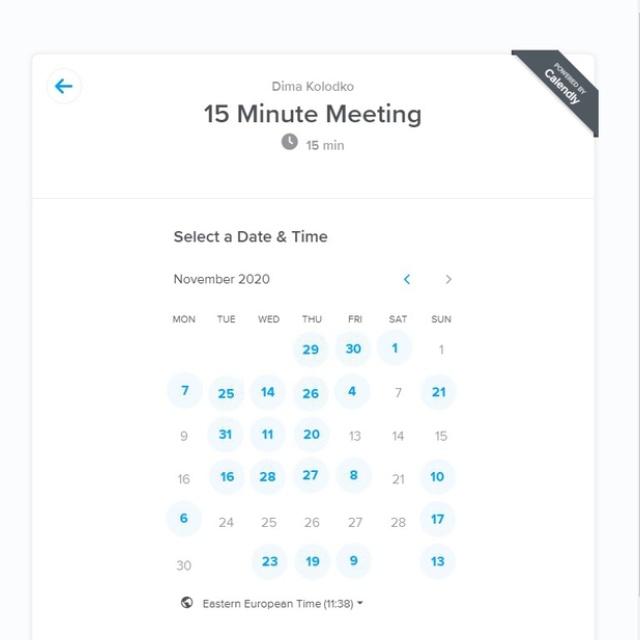 POWERED BY
Calendly
Dima Kolodko
15 Minute Meeting
15 min
Select a Date & Time
November 2020
MON TUE WED THU FRI SAT SUN
29 30 1 1
7 25 14 26 4 7 21
9 31 11 20 13 14 15
16 16 28 27 8 21 10
6 24 25 26 27 28 17
30 23 19 9 13
Eastern European Time (11:38)